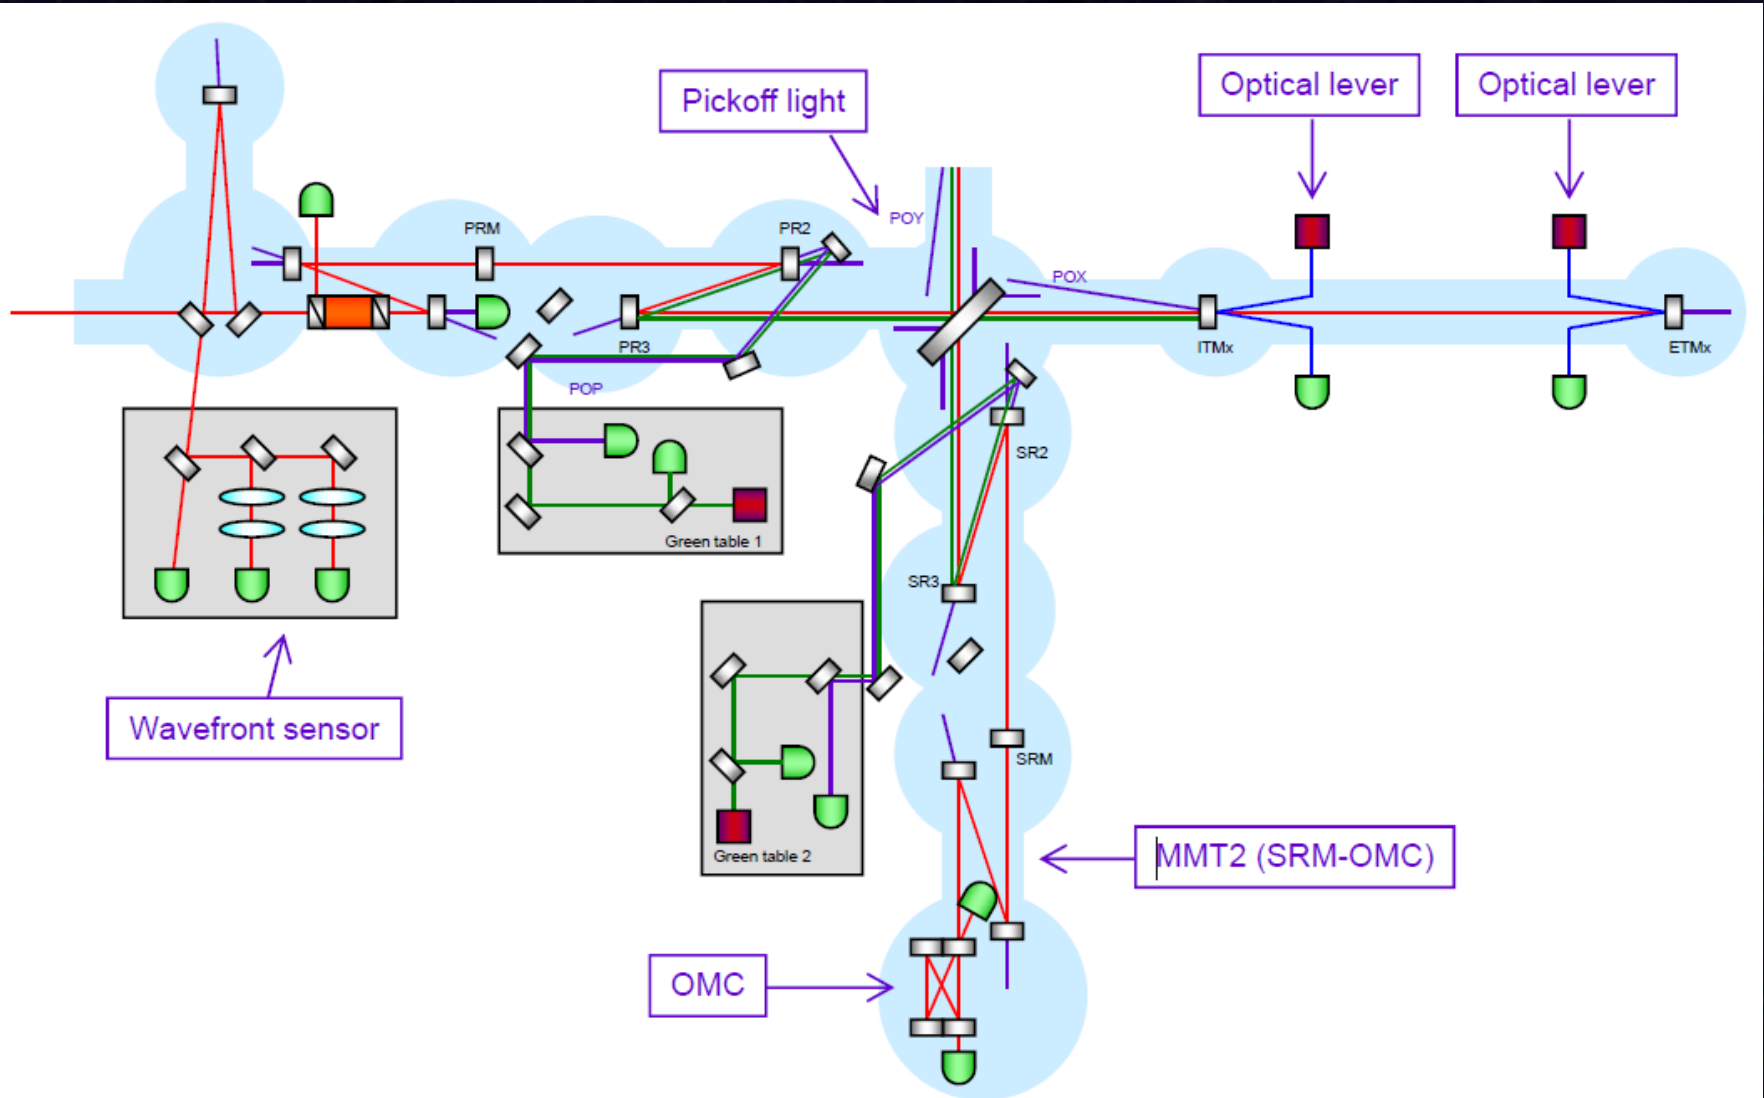 Pickoff light
Optical lever
Optical lever
PRM
PR2
POY
POX
PR3
ITMx
ETMx
POP
SR2
Green table 1
SR3
Wavefront sensor
SRM
Green table 2
MMT2 (SRM-OMC)
OMC